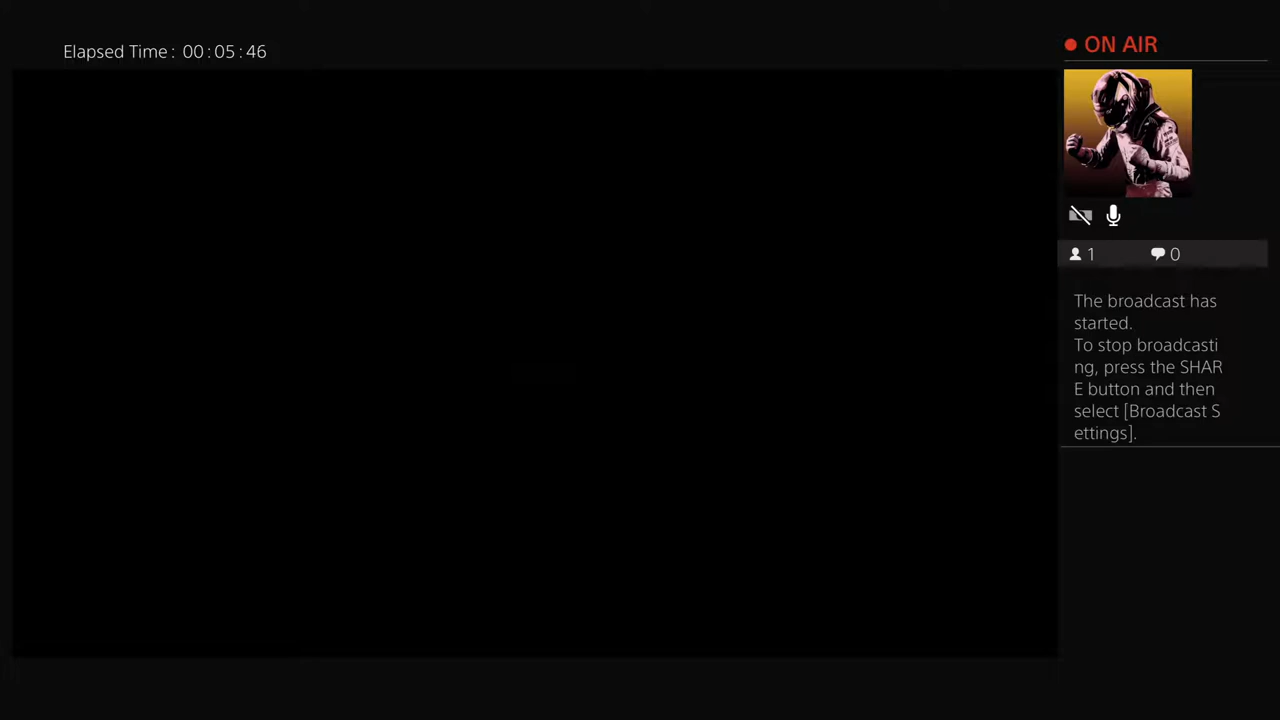 Elapsed Time: 00:05:46
ON AIR
1 0
The broadcast has
started.
To stop broadcasti
ng, press the SHAR
E button and then
select [Broadcast S
ettings].